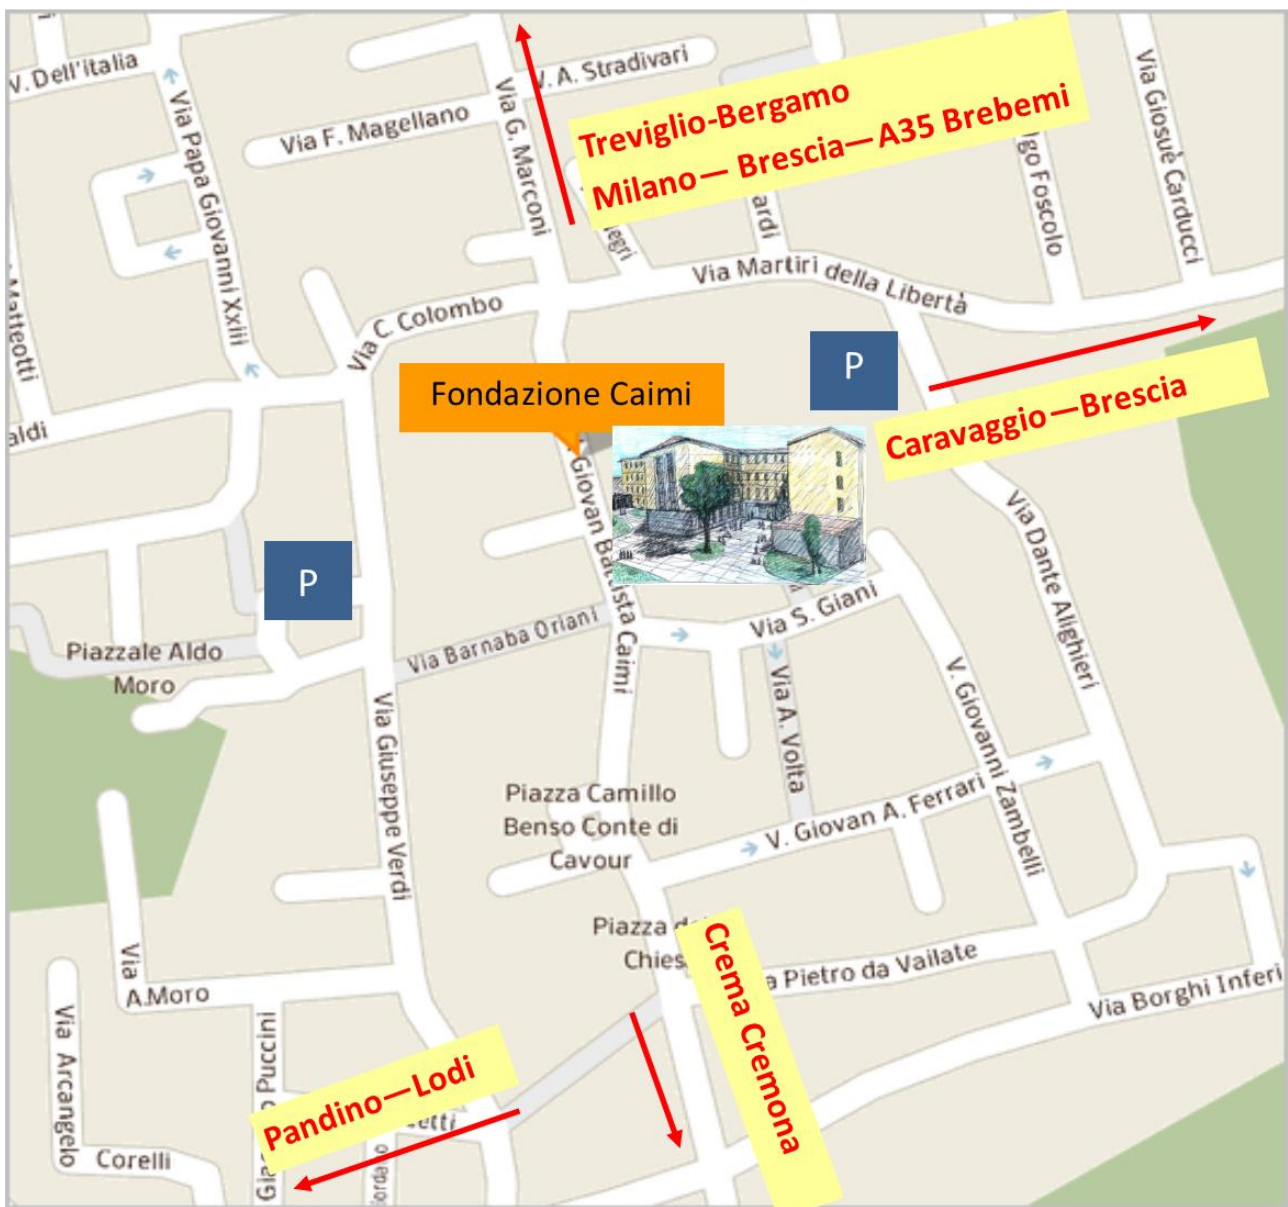 V. Dell'italia
Via Papa Giovanni Xxiii
V. A. Stradivari
Via F. Magellano
Via G. Marconi
Treviglio-Bergamo
Milano— Brescia—A35 Brebemi
Via Giosuè Carducci
Foscolo
Via Martiri della Libertà
Via C. Colombo
Matteotti
Fondazione Caimi
P
Caravaggio—Brescia
Giovan Battista Caimi
Via Dante Alighieri
P
Via S. Giani
Via Barnaba Oriani
Piazzale Aldo
Moro
Via Giuseppe Verdi
Via A. Volta
V. Giovanni Zambelli
Piazza Camillo
Benso Conte di
Cavour
V. Giovan A. Ferrari
Piazza
Crema Cremona
Pietro da Vailate
Via Borghi Inferi
Via
A.Moro
Via Arcangelo
Corelli
Puccini
Pandino—Lodi